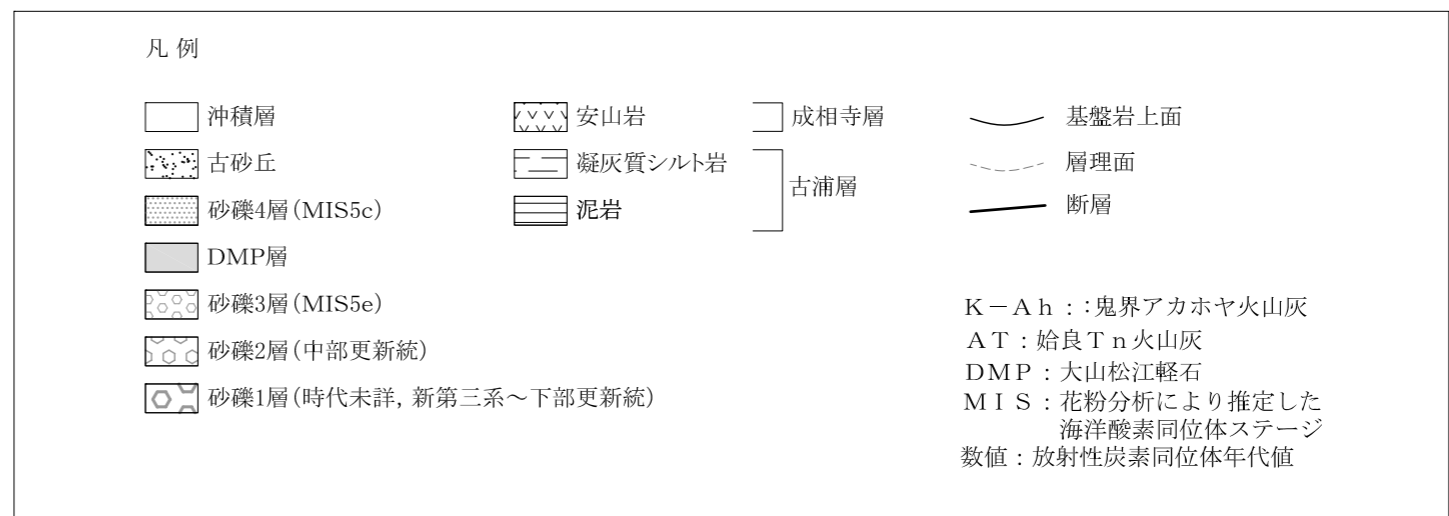 凡 例
沖積層
古砂丘
砂礫4層(MIS5c)
DMP層
砂礫3層(MIS5e)
砂礫2層(中部更新統)
砂礫1層(時代未詳, 新第三系～下部更新統)
安山岩
凝灰質シルト岩
泥岩
成相寺層
古浦層
基盤岩上面
層理面
断層
K－Ah：:鬼界アカホヤ火山灰
AT：姶良Tn火山灰
DMP：大山松江軽石
MIS：花粉分析により推定した
海洋酸素同位体ステージ
数値：放射性炭素同位体年代値